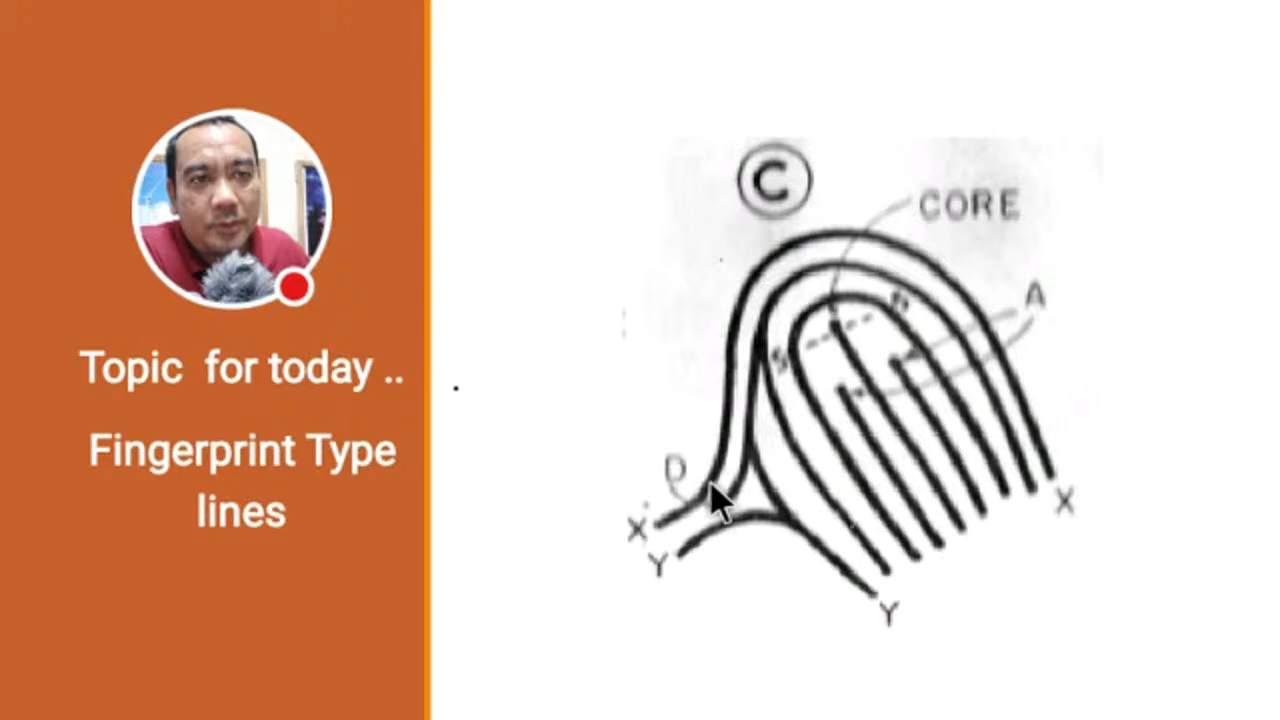 Topic for today ..
Fingerprint Type
lines
C
CORE
A
S
D
X
X
Y
Y